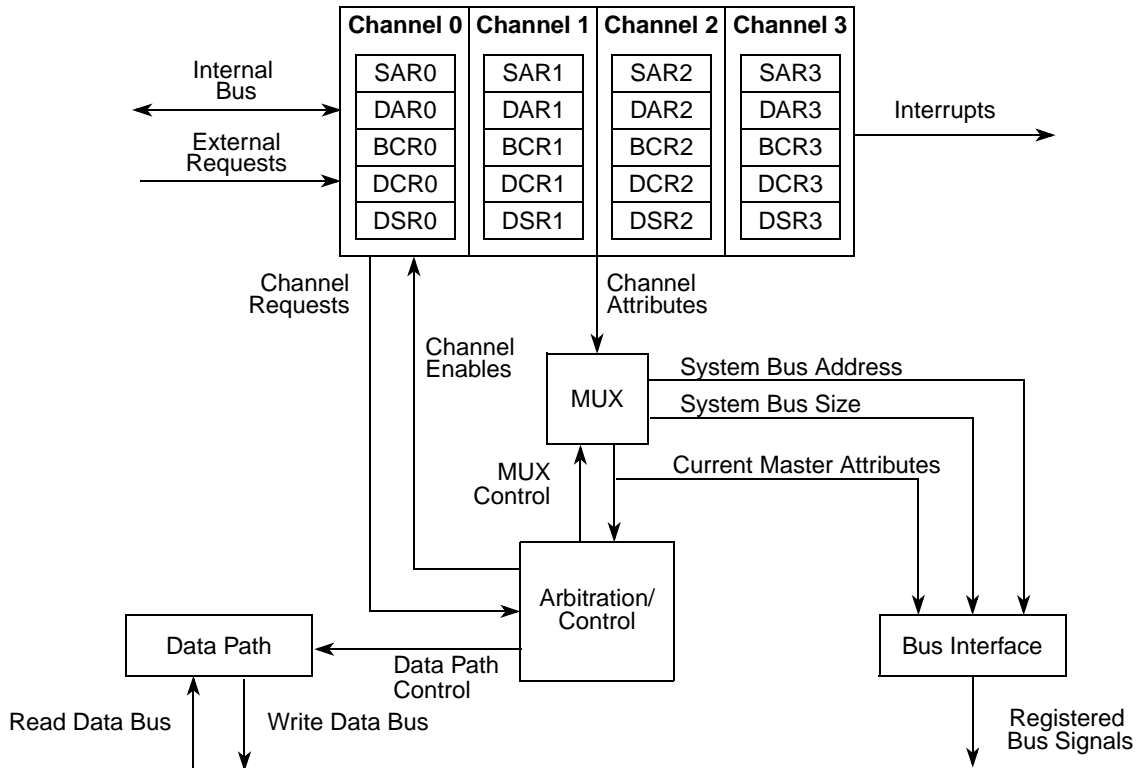 Channel 0 Channel 1 Channel 2 Channel 3
SAR0 SAR1 SAR2 SAR3
DAR0 DAR1 DAR2 DAR3
BCR0 BCR1 BCR2 BCR3
DCR0 DCR1 DCR2 DCR3
DSR0 DSR1 DSR2 DSR3
Internal
Bus
External
Requests
Interrupts
Channel
Requests
Channel
Enables
Channel
Attributes
MUX
System Bus Address
System Bus Size
Current Master Attributes
MUX
Control
Arbitration/
Control
Data Path
Data Path
Control
Bus Interface
Read Data Bus
Write Data Bus
Registered
Bus Signals